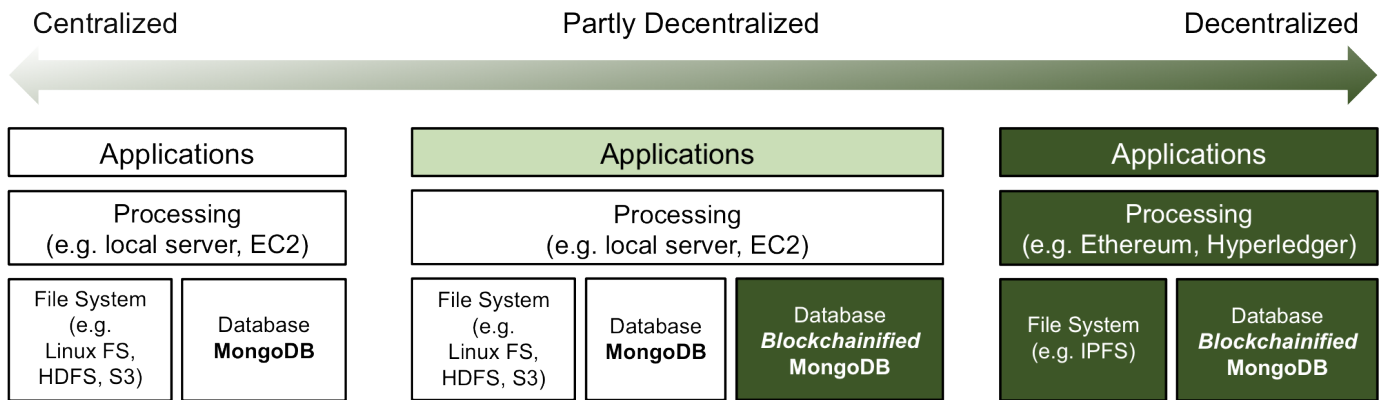 Centralized
Partly Decentralized
Decentralized
Applications
Processing
(e.g. local server, EC2)
File System
(e.g.
Linux FS,
HDFS, S3)
Database
MongoDB
Applications
Processing
(e.g. local server, EC2)
File System
(e.g.
Linux FS,
HDFS, S3)
Database
MongoDB
Database
Blockchainified
MongoDB
Applications
Processing
(e.g. Ethereum, Hyperledger)
File System
(e.g. IPFS)
Database
Blockchainified
MongoDB